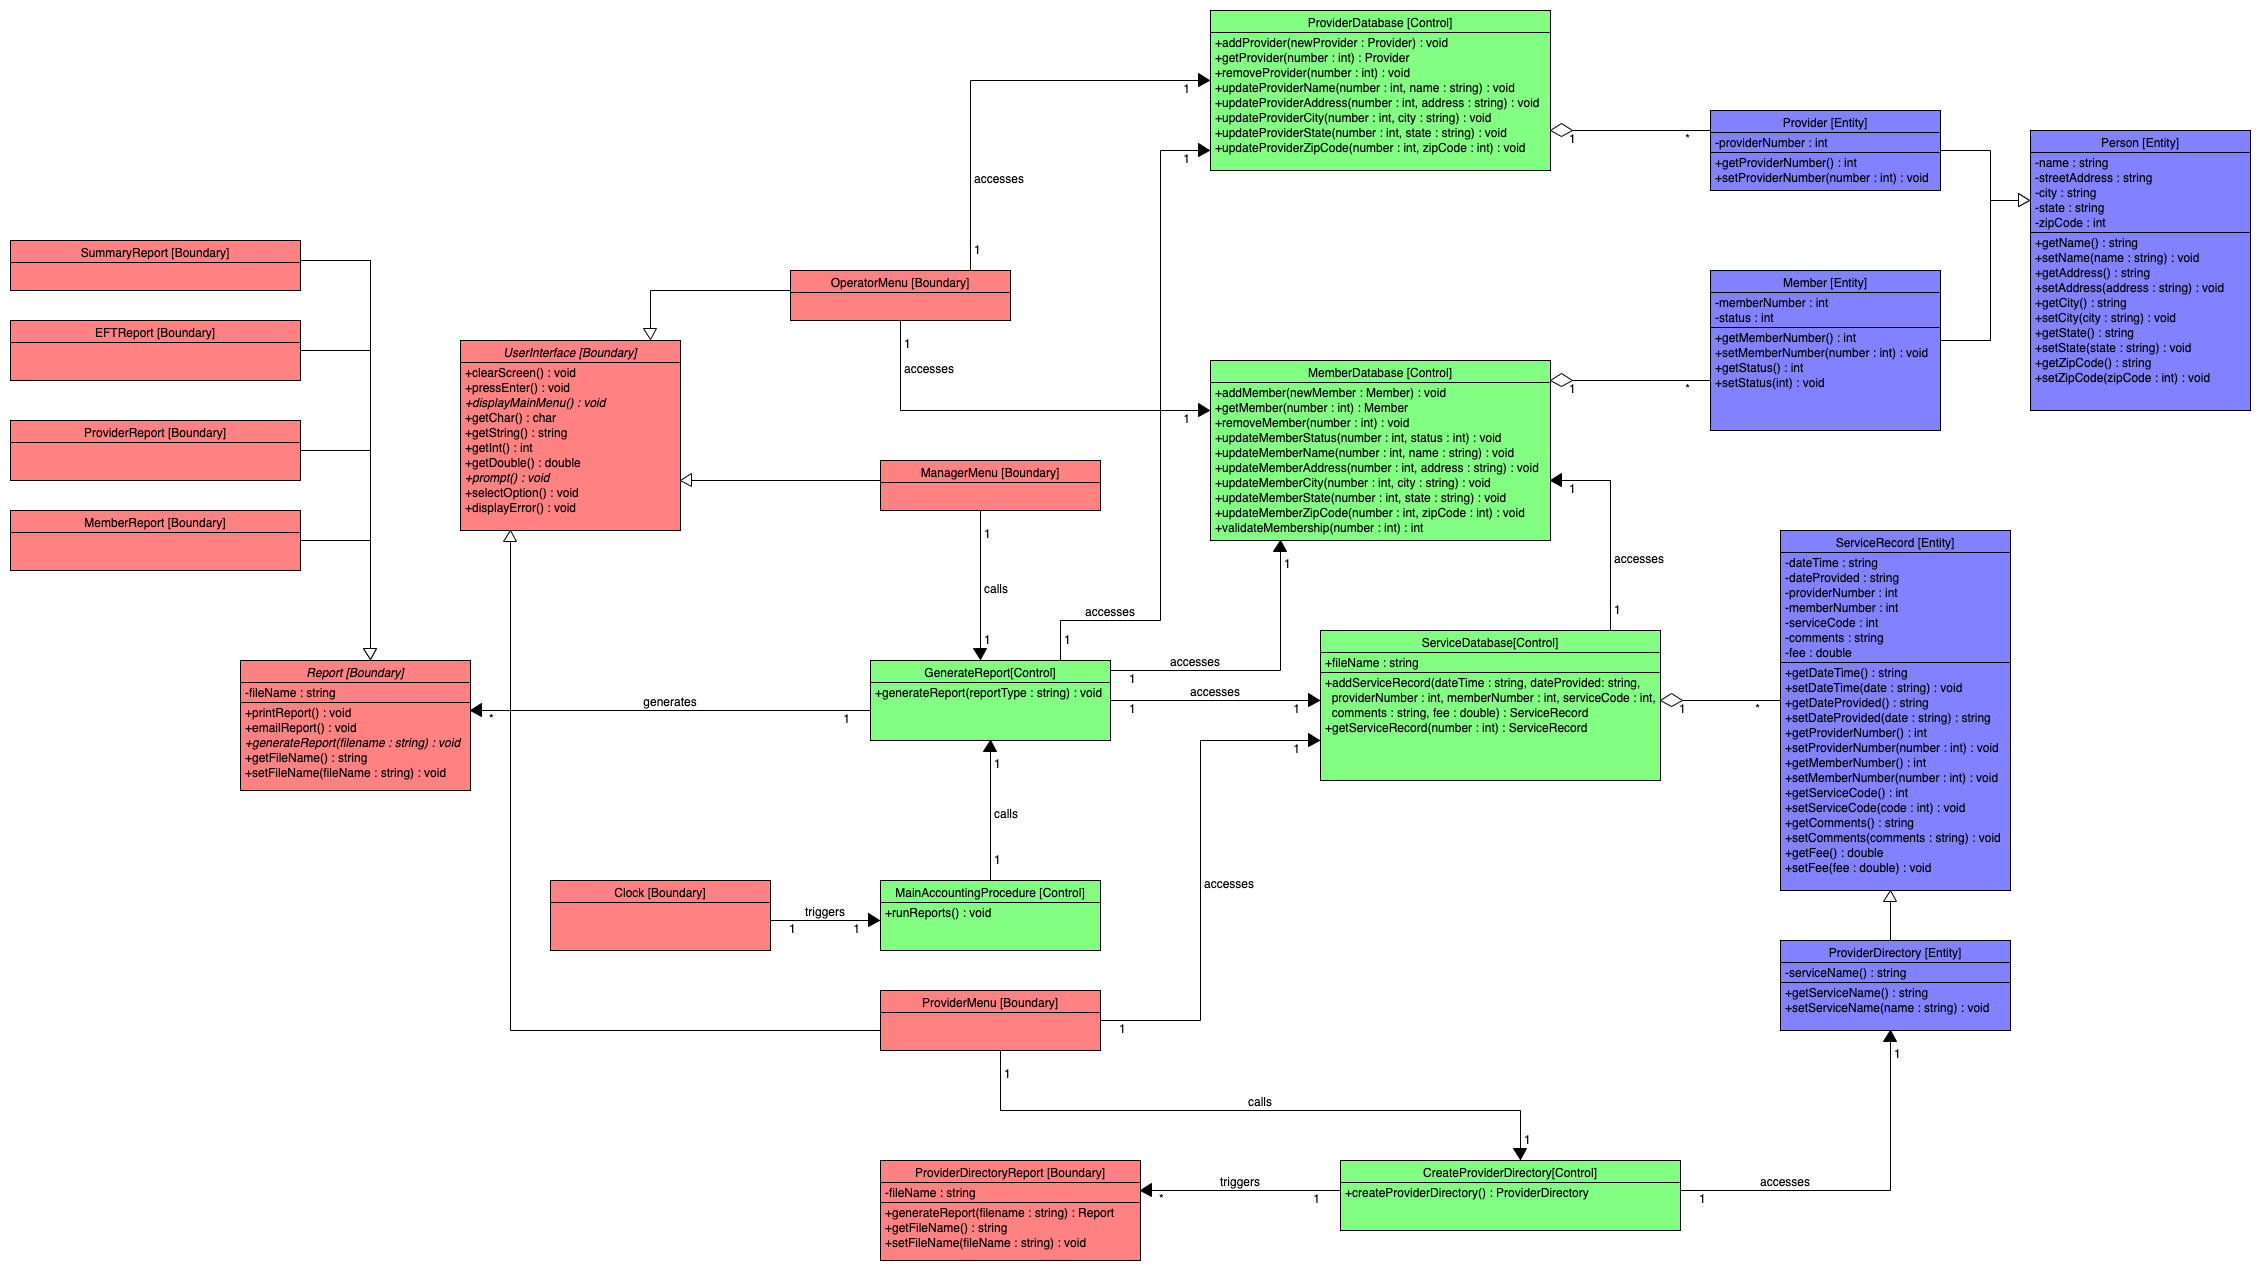 ProviderDatabase [Control]
+addProvider(newProvider : Provider) : void
+getProvider(number : int) : Provider
+removeProvider(number : int) : void
+updateProviderName(number : int, name : string) : void
+updateProviderAddress(number : int, address : string) : void
+updateProviderCity(number : int, city : string) : void
+updateProviderState(number : int, state : string) : void
+updateProviderZipCode(number : int, zipCode : int) : void
1
1
1
*
accesses
1
Provider [Entity]
-providerNumber : int
+getProviderNumber() : int
+setProviderNumber(number : int) : void
Person [Entity]
-name : string
-streetAddress : string
-city : string
-state : string
-zipCode : int
+getName() : string
+setName(name : string) : void
+getAddress() : string
+setAddress(address : string) : void
+getCity() : string
+setCity(city : string) : void
+getState() : string
+setState(state : string) : void
+getZipCode() : string
+setZipCode(zipCode : int) : void
SummaryReport [Boundary]
EFTReport [Boundary]
ProviderReport [Boundary]
MemberReport [Boundary]
OperatorMenu [Boundary]
1
accesses
1
Member [Entity]
-memberNumber : int
-status : int
+getMemberNumber() : int
+setMemberNumber(number : int) : void
+getStatus() : int
+setStatus(int) : void
UserInterface [Boundary]
+clearScreen() : void
+pressEnter() : void
+displayMainMenu() : void
+getChar() : char
+getString() : string
+getInt() : int
+getDouble() : double
+prompt() : void
+selectOption() : void
+displayError() : void
MemberDatabase [Control]
+addMember(newMember : Member) : void
+getMember(number : int) : Member
+removeMember(number : int) : void
+updateMemberStatus(number : int, status : int) : void
+updateMemberName(number : int, name : string) : void
+updateMemberAddress(number : int, address : string) : void
+updateMemberCity(number : int, city : string) : void
+updateMemberState(number : int, state : string) : void
+updateMemberZipCode(number : int, zipCode : int) : void
+validateMembership(number : int) : int
1
*
1
accesses
1
1
ManagerMenu [Boundary]
1
calls
1
accesses
1
accesses
1
accesses
1
1
ServiceRecord [Entity]
-dateTime : string
-dateProvided : string
-providerNumber : int
-memberNumber : int
-serviceCode : int
-comments : string
-fee : double
+getDateTime() : string
+setDateTime(date : string) : void
+getDateProvided() : string
+setDateProvided(date : string) : string
+getProviderNumber() : int
+setProviderNumber(number : int) : void
+getMemberNumber() : int
+setMemberNumber(number : int) : void
+getServiceCode() : int
+setServiceCode(code : int) : void
+getComments() : string
+setComments(comments : string) : void
+getFee() : double
+setFee(fee : double) : void
Report [Boundary]
-fileName : string
+printReport() : void
+emailReport() : void
+generateReport(filename : string) : void
+getFileName() : string
+setFileName(fileName : string) : void
*
generates
1
GenerateReport[Control]
+generateReport(reportType : string) : void
ServiceDatabase[Control]
+fileName : string
+addServiceRecord(dateTime : string, dateProvided: string,
providerNumber : int, memberNumber : int, serviceCode : int,
comments : string, fee : double) : ServiceRecord
+getServiceRecord(number : int) : ServiceRecord
1
*
1
1
calls
1
Clock [Boundary]
triggers
1
1
MainAccountingProcedure [Control]
+runReports() : void
accesses
ProviderMenu [Boundary]
1
1
calls
1
ProviderDirectory [Entity]
-serviceName() : string
+getServiceName() : string
+setServiceName(name : string) : void
1
ProviderDirectoryReport [Boundary]
-fileName : string
+generateReport(filename : string) : Report
+getFileName() : string
+setFileName(fileName : string) : void
*
triggers
1
CreateProviderDirectory[Control]
+createProviderDirectory() : ProviderDirectory
accesses
1